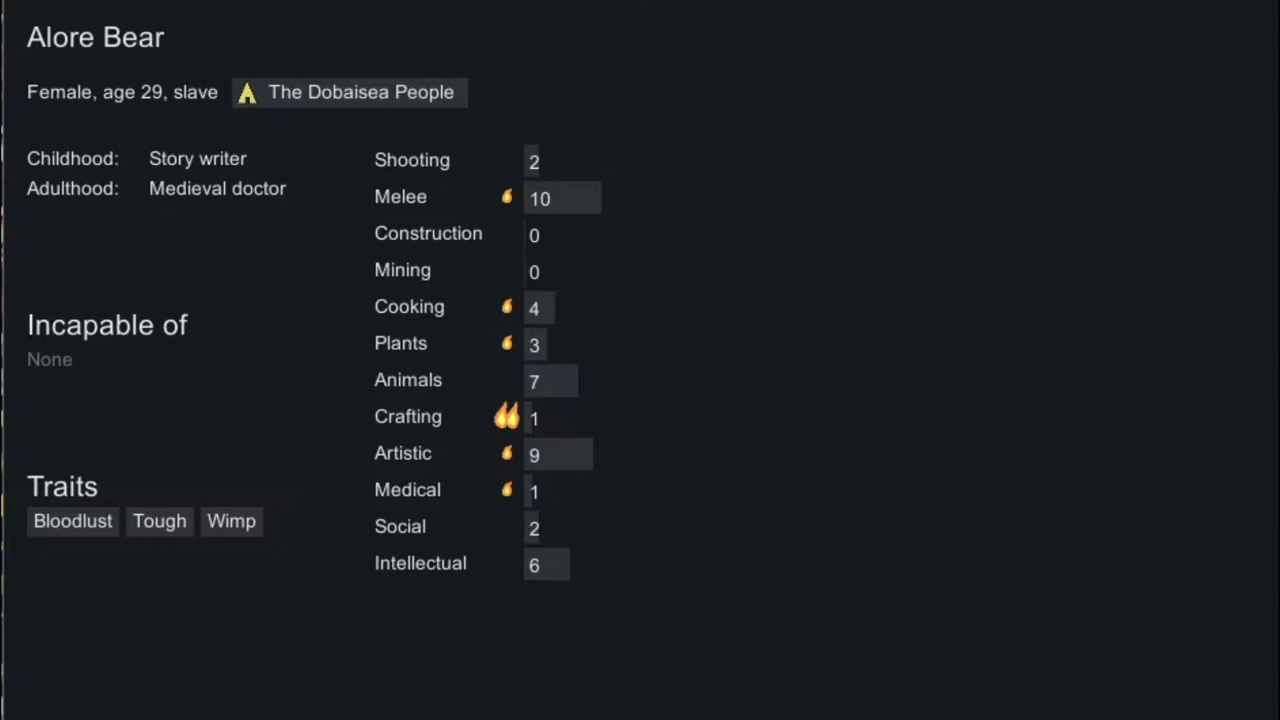 Alore Bear
Female, age 29, slave The Dobaisea People
Childhood: Story writer
Adulthood: Medieval doctor
Incapable of
None
Traits
Bloodlust Tough Wimp
Shooting 2
Melee 10
Construction 0
Mining 0
Cooking 4
Plants 3
Animals 7
Crafting 1
Artistic 9
Medical 1
Social 2
Intellectual 6